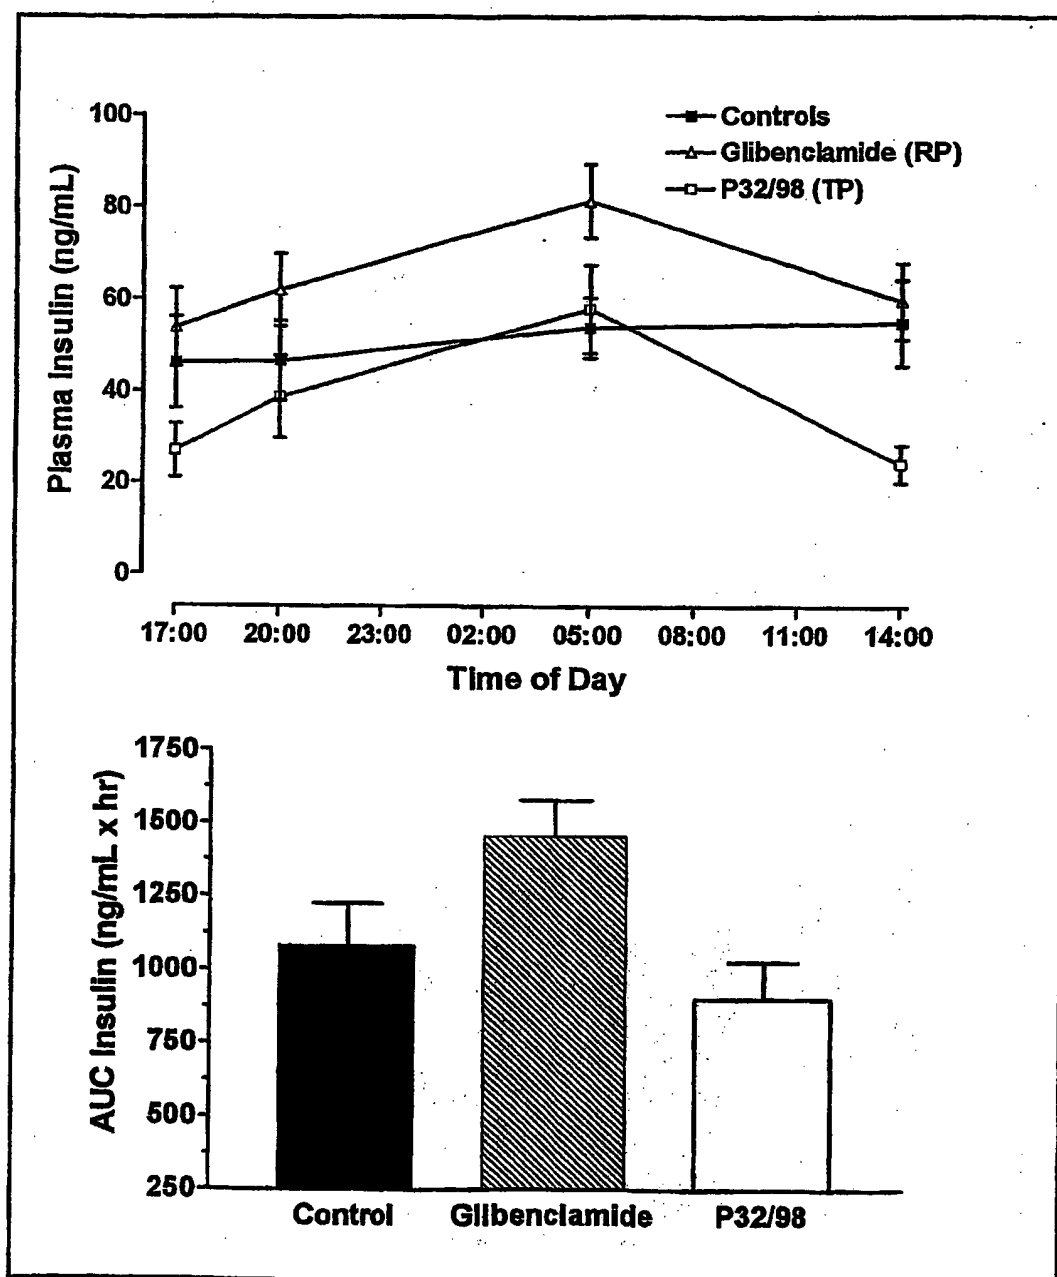 100
Controls
Glibenclamide (RP)
P32/98 (TP)
80
60
40
20
0
Plasma Insulin (ng/mL)
17:00 20:00 23:00 02:00 05:00 08:00 11:00 14:00
Time of Day
1750
1500
1250
1000
750
500
250
AUC Insulin (ng/mL x hr)
Control Glibenclamide P32/98